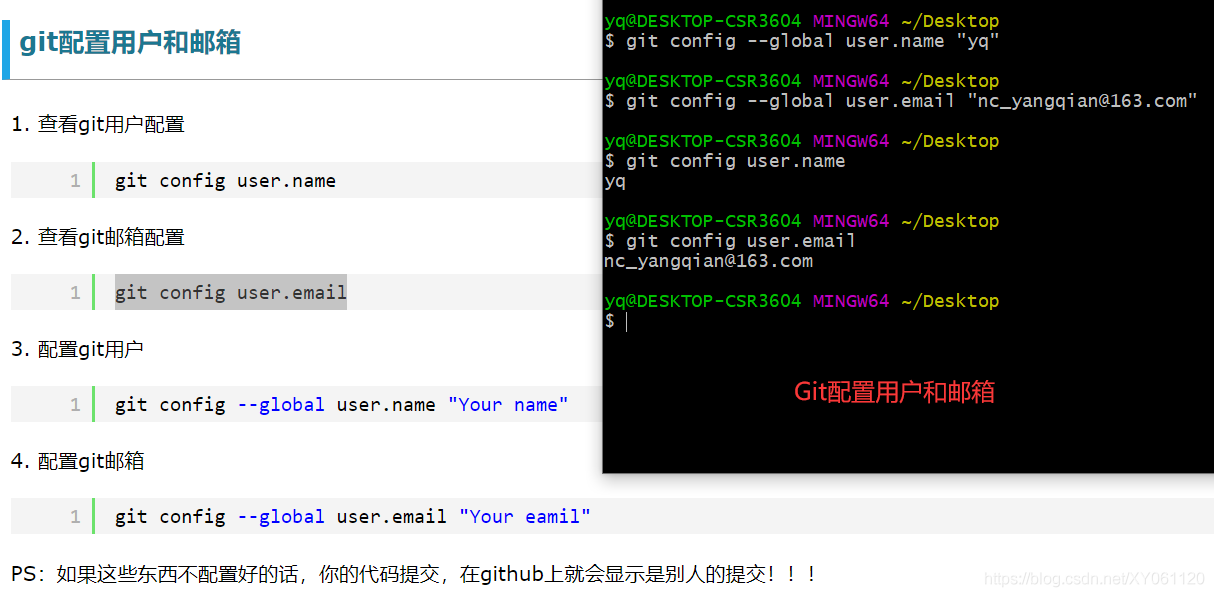 git配置用户和邮箱
1. 查看git用户配置
1 git config user.name
2. 查看git邮箱配置
1 git config user.email
3. 配置git用户
1 git config --global user.name "Your name"
4. 配置git邮箱
1 git config --global user.email "Your eamil"
PS：如果这些东西不配置好的话，你的代码提交，在github上就会显示是别人的提交！！！
yq@DESKTOP-CSR36O4 MINGW64 ~/Desktop
$ git config --global user.name "yq"
yq@DESKTOP-CSR36O4 MINGW64 ~/Desktop
$ git config --global user.email "nc_yangqian@163.com"
yq@DESKTOP-CSR36O4 MINGW64 ~/Desktop
$ git config user.name
yq
yq@DESKTOP-CSR36O4 MINGW64 ~/Desktop
$ git config user.email
nc_yangqian@163.com
yq@DESKTOP-CSR36O4 MINGW64 ~/Desktop
$
Git配置用户和邮箱
https://blog.csdn.net/XY061120